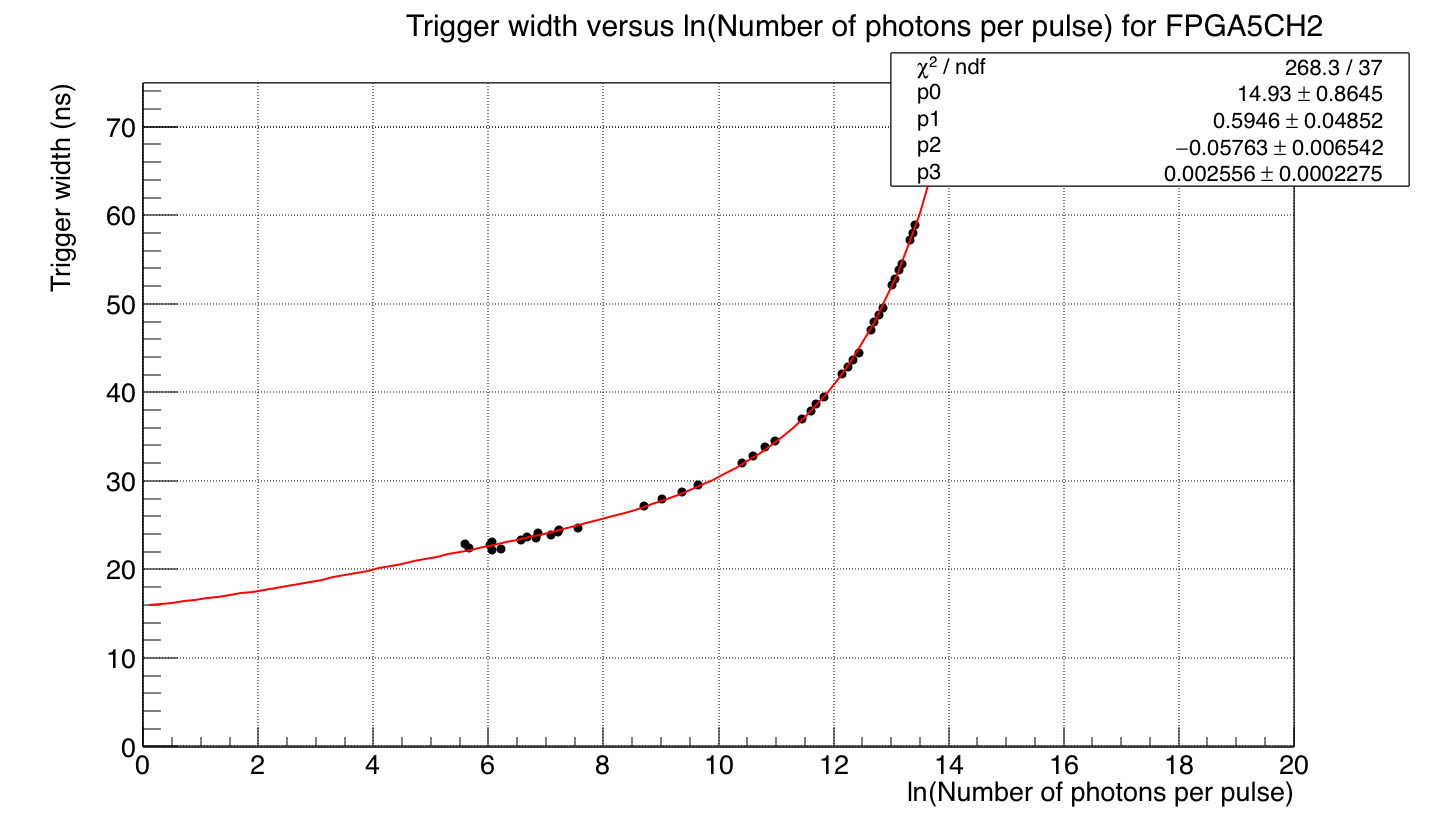 Trigger width versus ln(Number of photons per pulse) for FPGA5CH2
χ² / ndf 268.3 / 37
p0 14.93 ± 0.8645
p1 0.5946 ± 0.04852
p2 −0.05763 ± 0.006542
p3 0.002556 ± 0.0002275
Trigger width (ns)
70
60
50
40
30
20
10
0
0 2 4 6 8 10 12 14 16 18 20
ln(Number of photons per pulse)